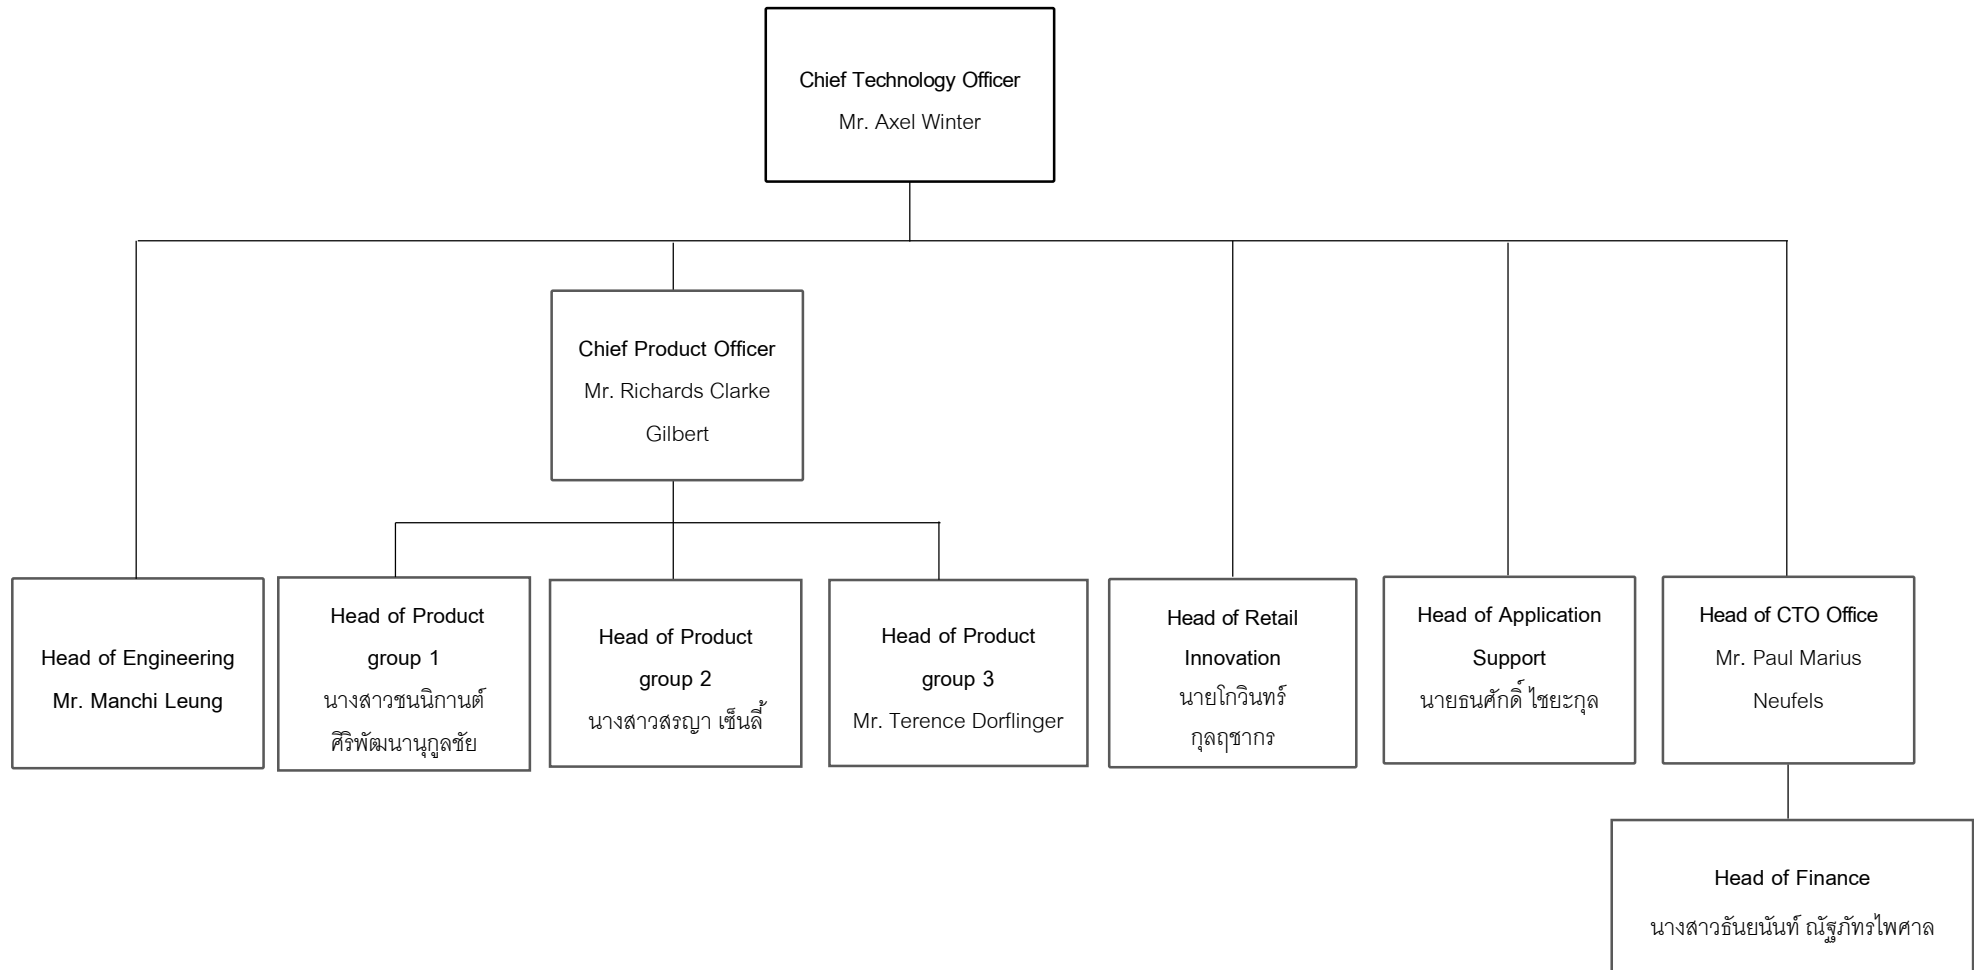 Chief Technology Officer
Mr. Axel Winter
Chief Product Officer
Mr. Richards Clarke
Gilbert
Head of Engineering
Mr. Manchi Leung
Head of Product
group 1
นางสาวชนนิกานต์
ศิริพัฒนานุกูลชัย
Head of Product
group 2
นางสาวสรญา เซ็นลี้
Head of Product
group 3
Mr. Terence Dorflinger
Head of Retail
Innovation
นายโกวินทร์
กุลฤชากร
Head of Application
Support
นายธนศักดิ์ ไชยะกุล
Head of CTO Office
Mr. Paul Marius
Neufels
Head of Finance
นางสาวธันยนันท์ ณัฐภัทรไพศาล